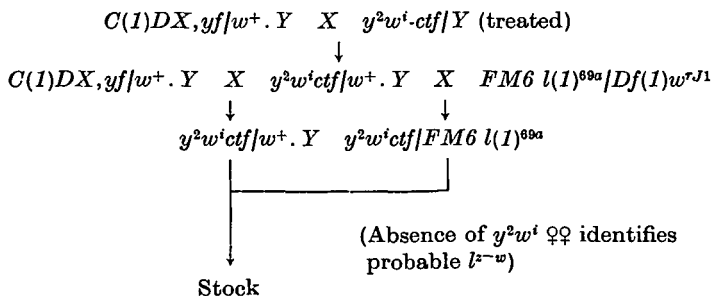 C(1)DX, yf/w⁺. Y X y²wⁱ-ctf/Y (treated)
C(1)DX, yf/w⁺. Y X y²wⁱctf/w⁺. Y X FM6 l(1)⁶⁹ᵃ/Df(1)wʳᴶ¹
y²wⁱctf/w⁺. Y y²wⁱctf/FM6 l(1)⁶⁹ᵃ
(Absence of y²wⁱ ♀♀ identifies
probable lᶻ⁻ʷ)
Stock